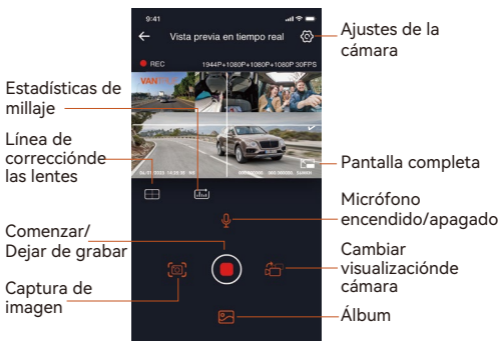 9:41
Vista previa en tiempo real
REC
1944P+1080P+1080P+1080P 30FPS
Ajustes de la
cámara
Estadísticas de
millaje
Línea de
correcciónde
las lentes
Pantalla completa
Micrófono
encendido/apagado
Comenzar/
Dejar de grabar
Cambiar
visualizaciónde
cámara
Captura de
imagen
Álbum